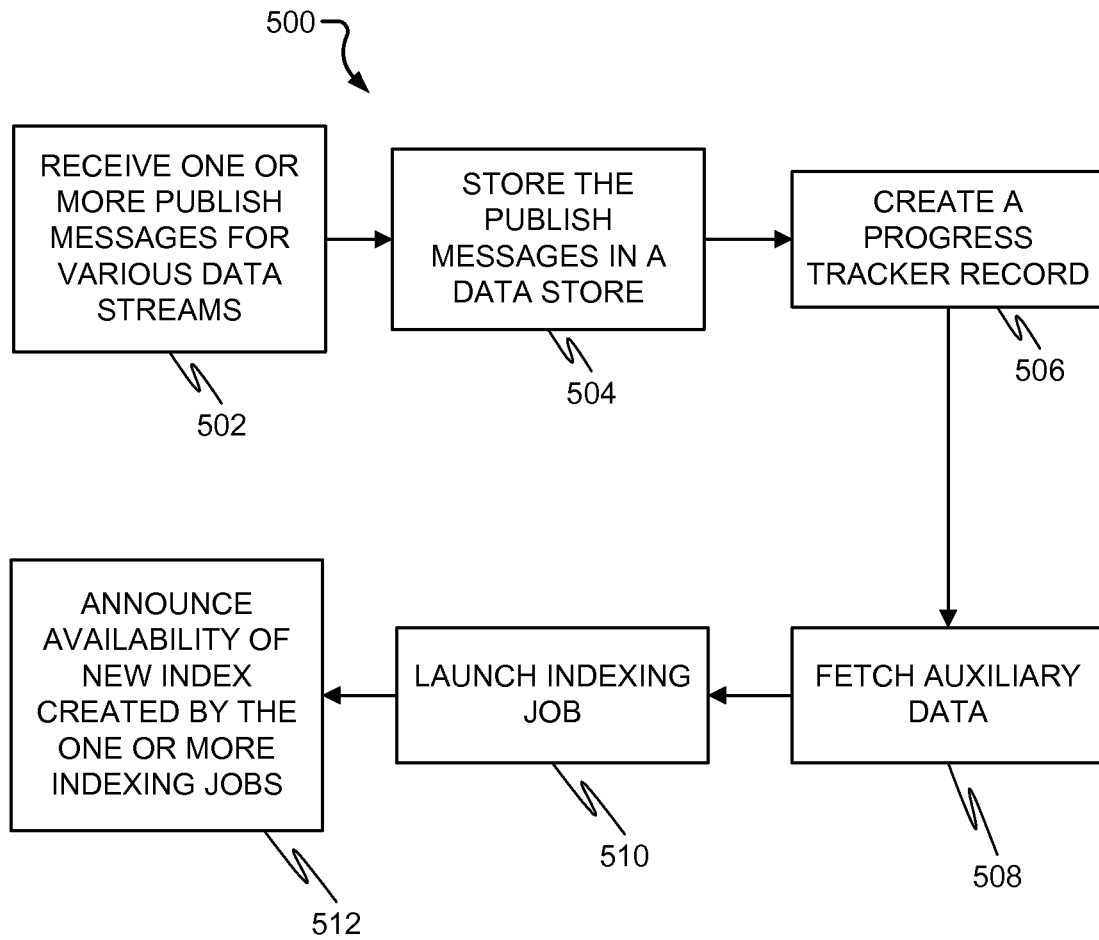 500
RECEIVE ONE OR
MORE PUBLISH
MESSAGES FOR
VARIOUS DATA
STREAMS
502
STORE THE
PUBLISH
MESSAGES IN A
DATA STORE
504
CREATE A
PROGRESS
TRACKER RECORD
506
FETCH AUXILIARY
DATA
508
LAUNCH INDEXING
JOB
510
ANNOUNCE
AVAILABILITY OF
NEW INDEX
CREATED BY THE
ONE OR MORE
INDEXING JOBS
512